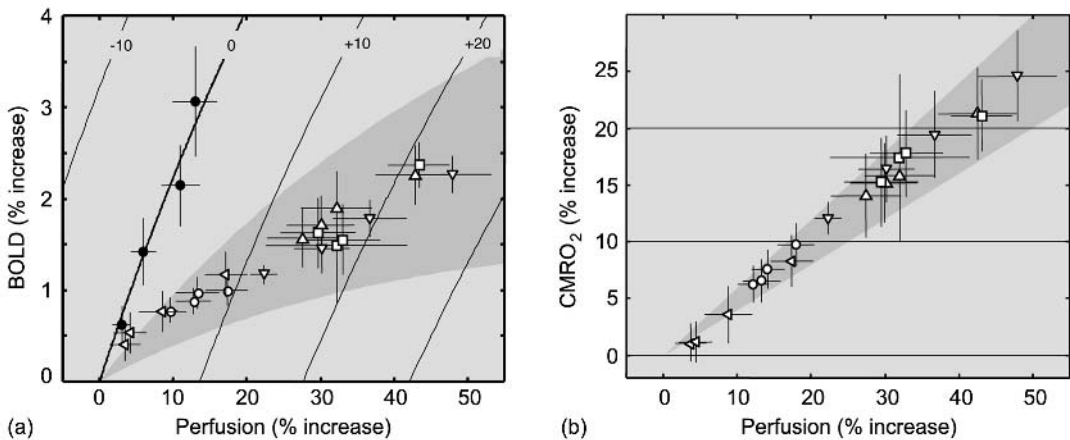 4
3
2
1
0
-10
0
+10
+20
BOLD (% increase)
0 10 20 30 40 50
(a) Perfusion (% increase)
25
20
15
10
5
0
CMRO₂ (% increase)
0 10 20 30 40 50
(b) Perfusion (% increase)